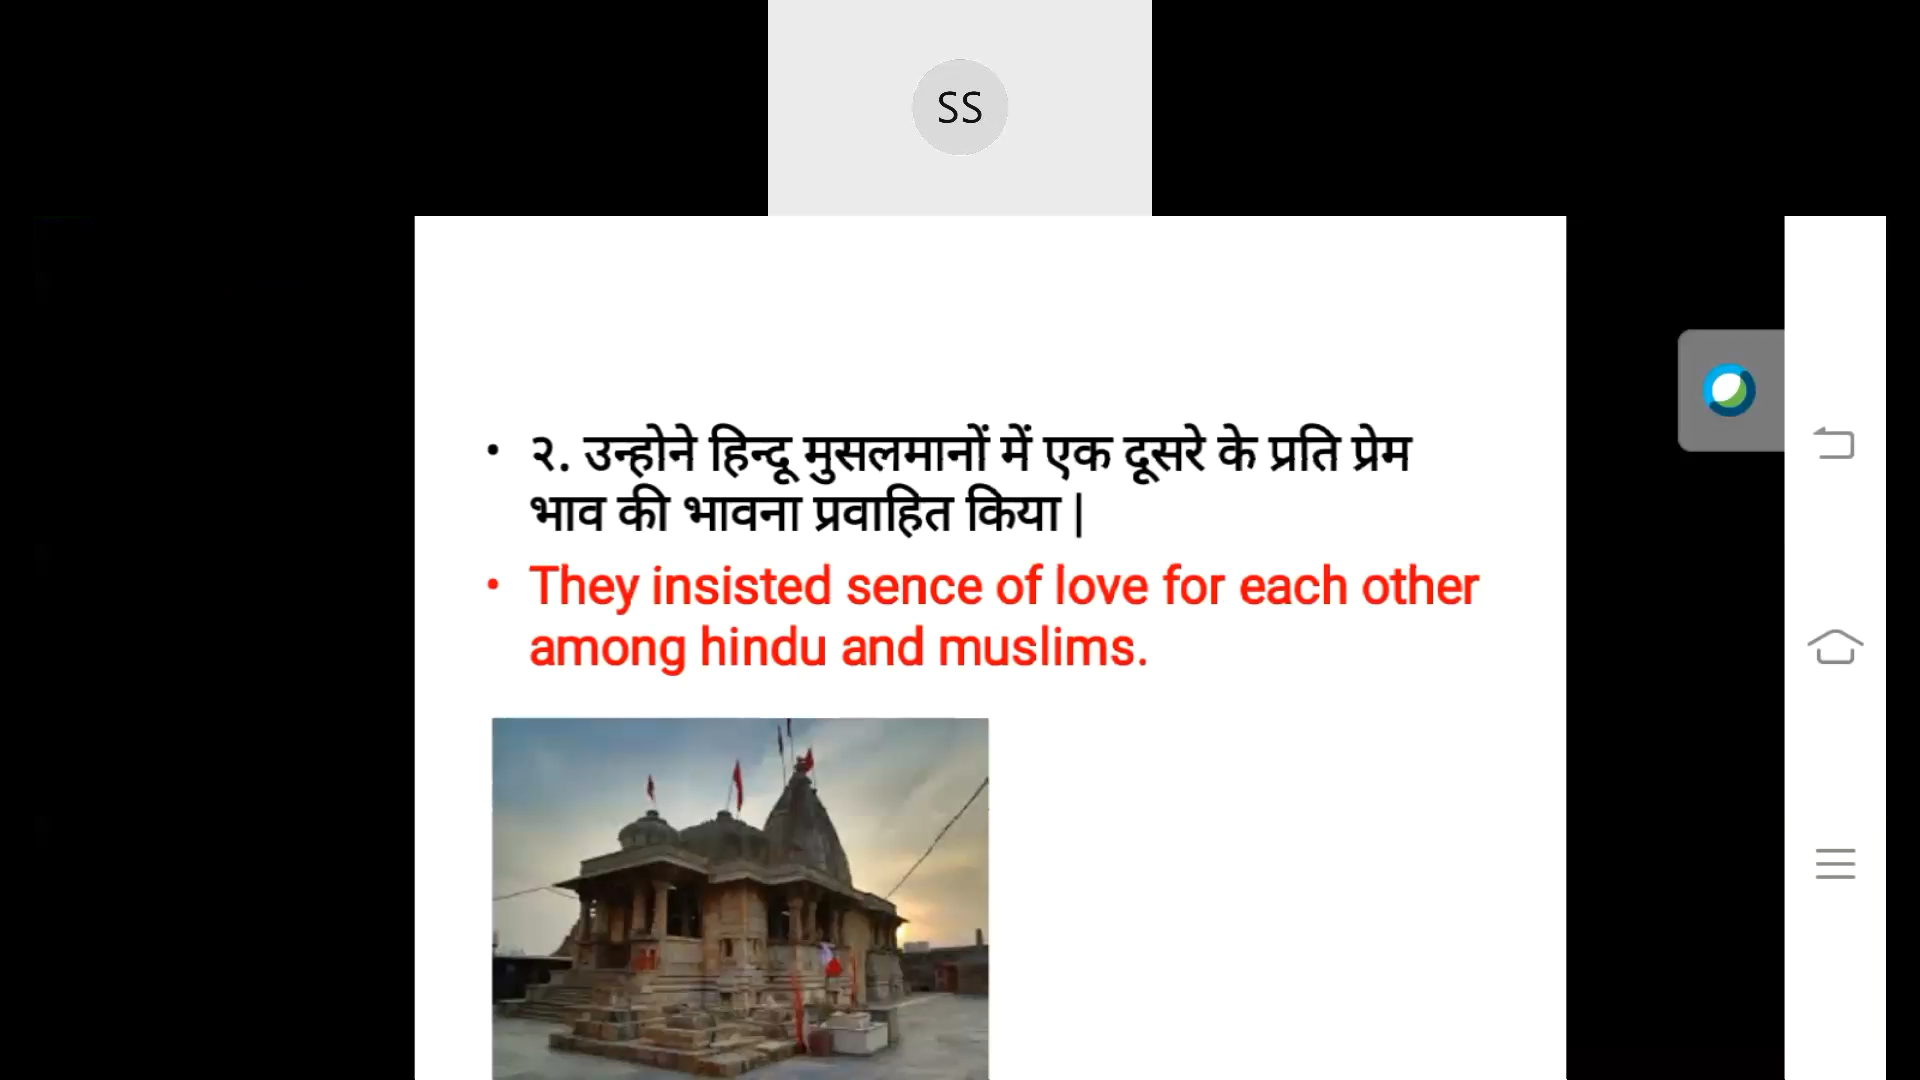 SS
• २. उन्होने हिन्दू मुसलमानों में एक दूसरे के प्रति प्रेम
भाव की भावना प्रवाहित किया |
• They insisted sence of love for each other
among hindu and muslims.